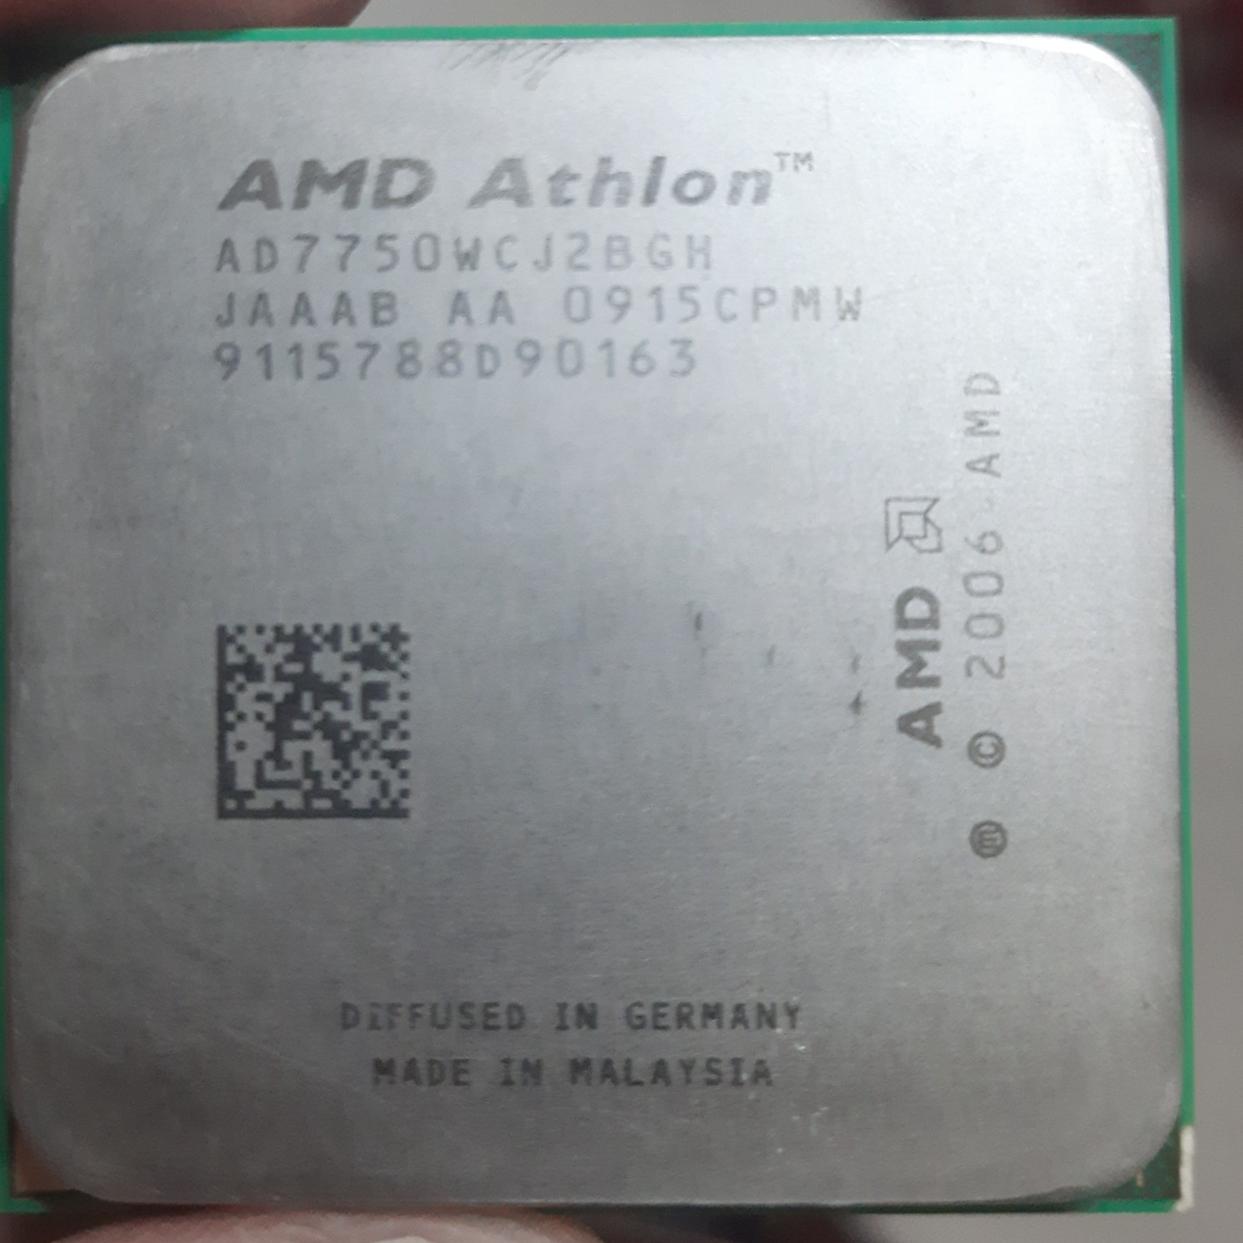 AMD Athlon™
AD7750WCJ2BGH
JAAAB AA 0915CPMW
9115788D90163
AMD
ⓜ © 2006 AMD
DIFFUSED IN GERMANY
MADE IN MALAYSIA